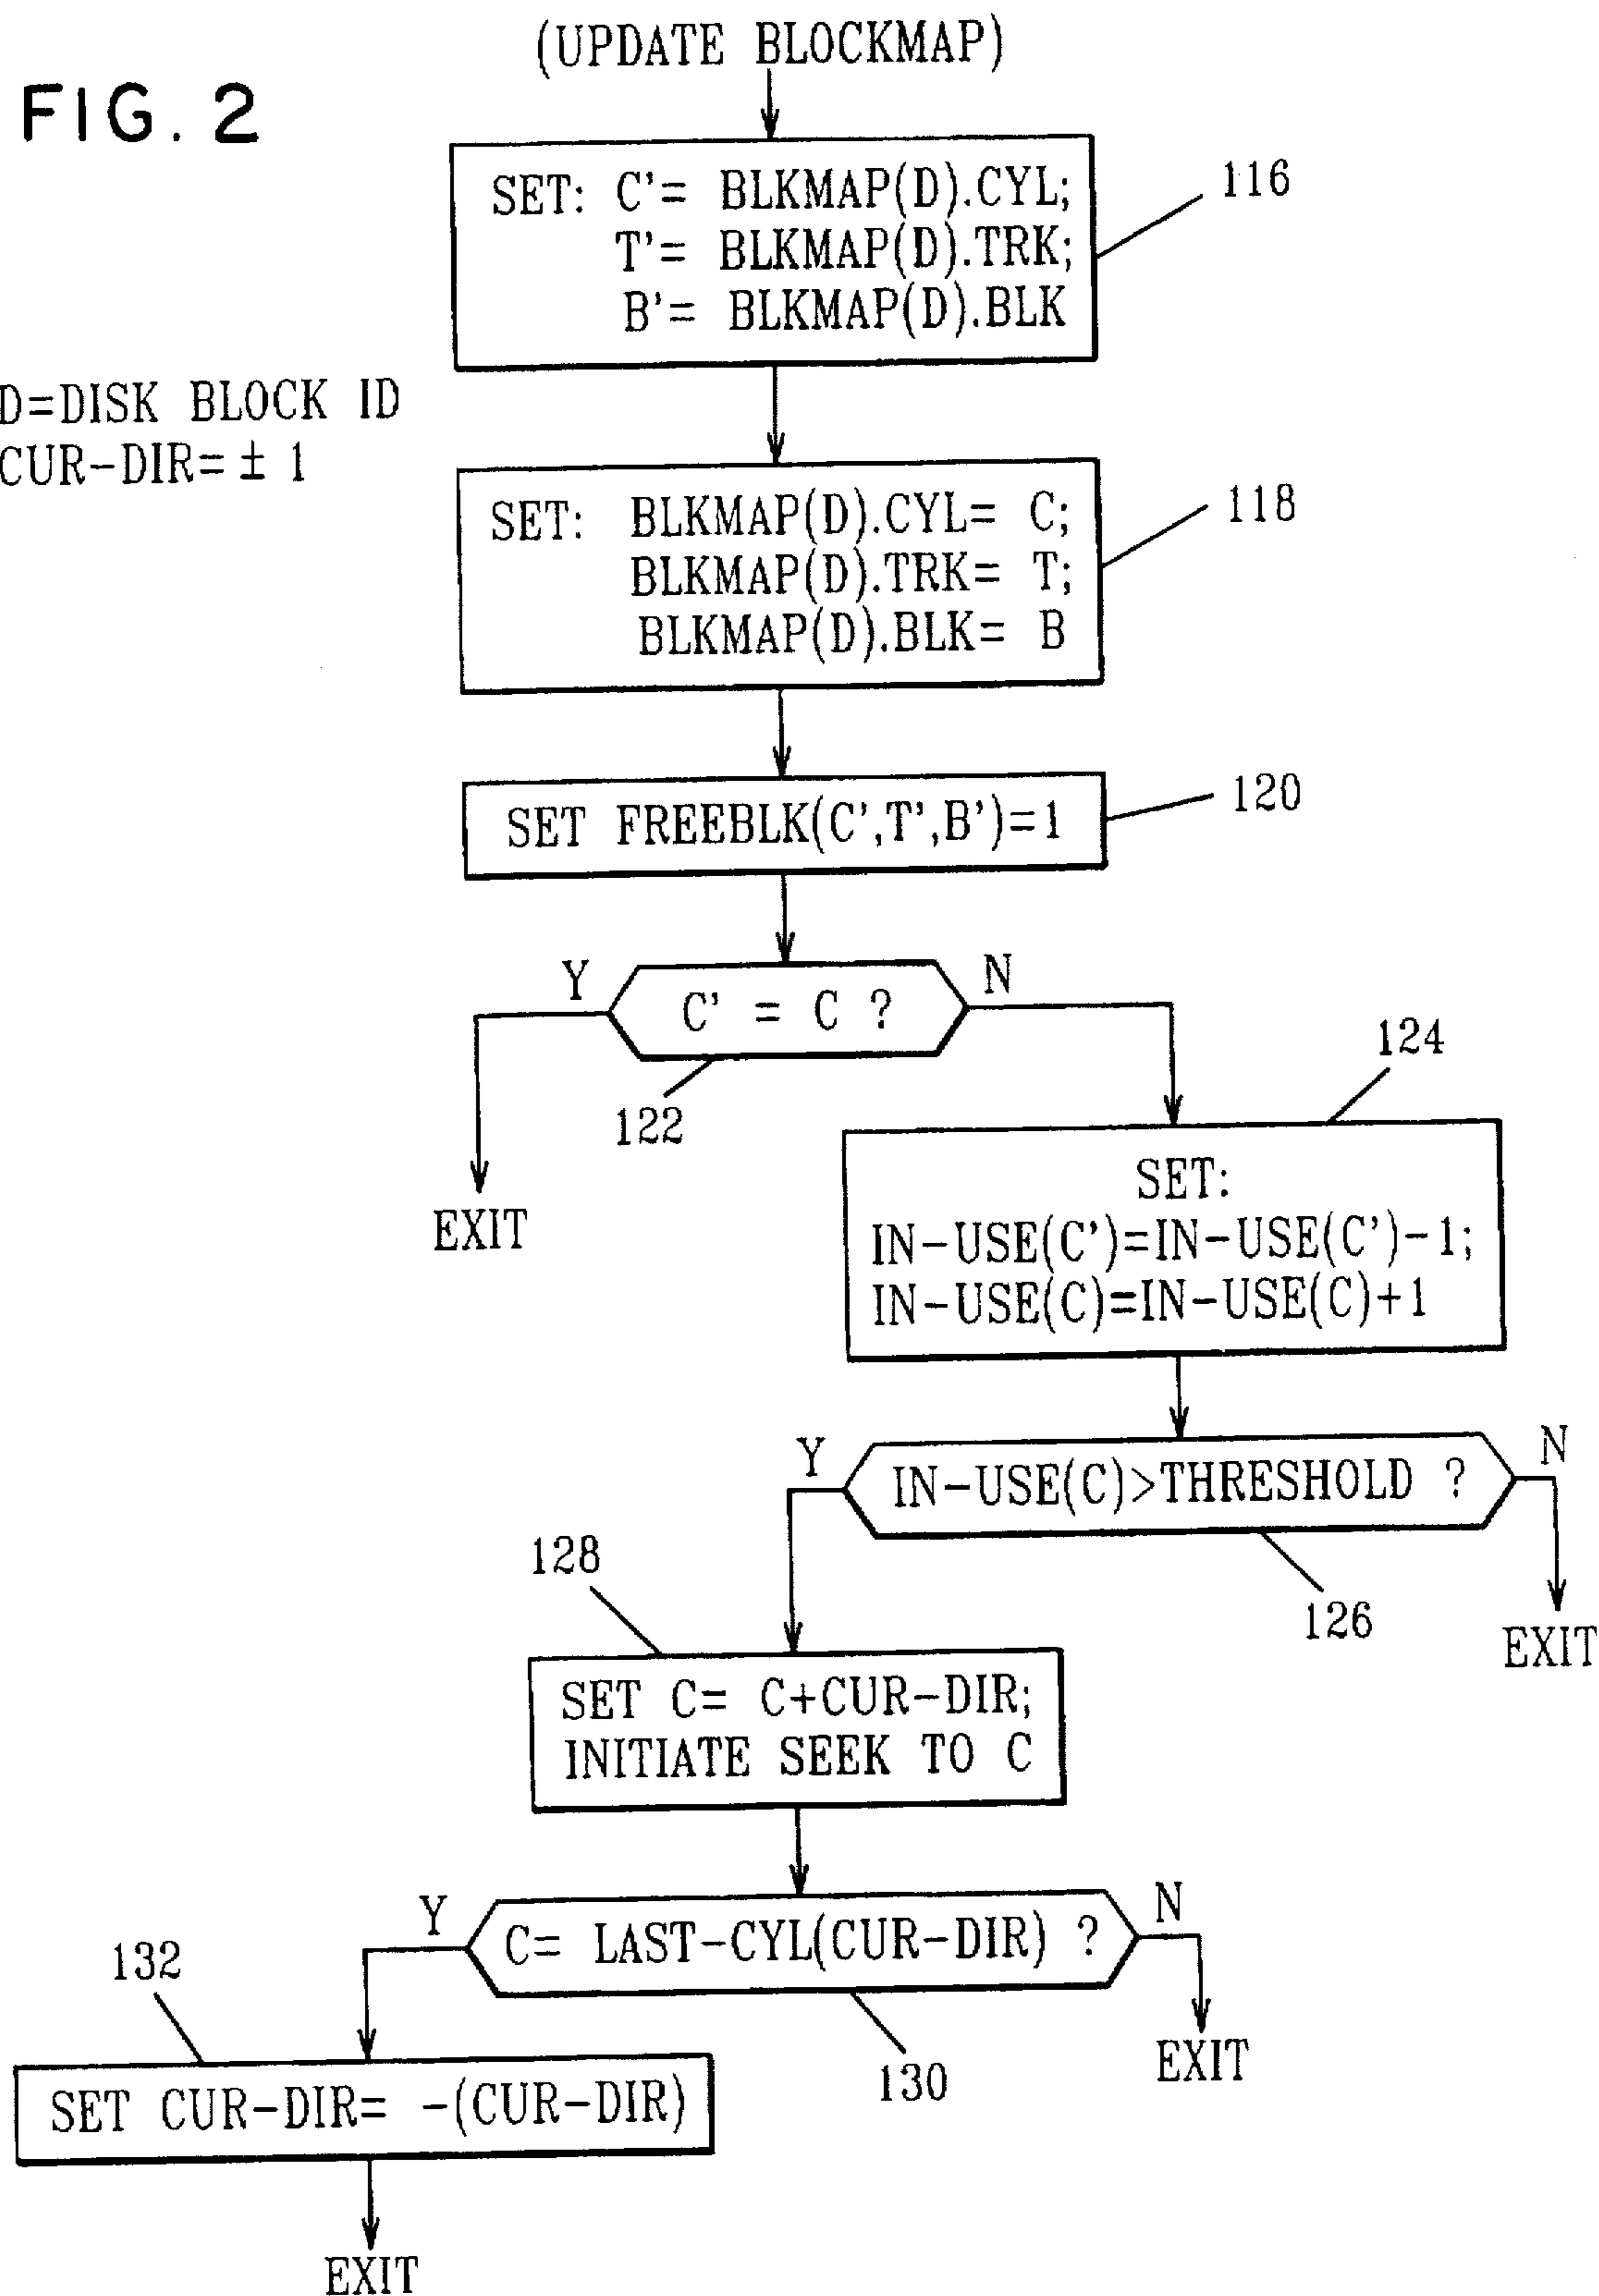 (UPDATE BLOCKMAP)
FIG. 2
SET: C'= BLKMAP(D).CYL;
T'= BLKMAP(D).TRK;
B'= BLKMAP(D).BLK
116
D=DISK BLOCK ID
CUR-DIR=± 1
SET: BLKMAP(D).CYL= C;
BLKMAP(D).TRK= T;
BLKMAP(D).BLK= B
118
SET FREEBLK(C',T',B')=1
120
Y
C' = C ?
N
122
EXIT
124
SET:
IN-USE(C')=IN-USE(C')-1;
IN-USE(C)=IN-USE(C)+1
Y
IN-USE(C)>THRESHOLD ?
N
126
EXIT
128
SET C= C+CUR-DIR;
INITIATE SEEK TO C
Y
C= LAST-CYL(CUR-DIR) ?
N
130
EXIT
132
SET CUR-DIR= -(CUR-DIR)
EXIT